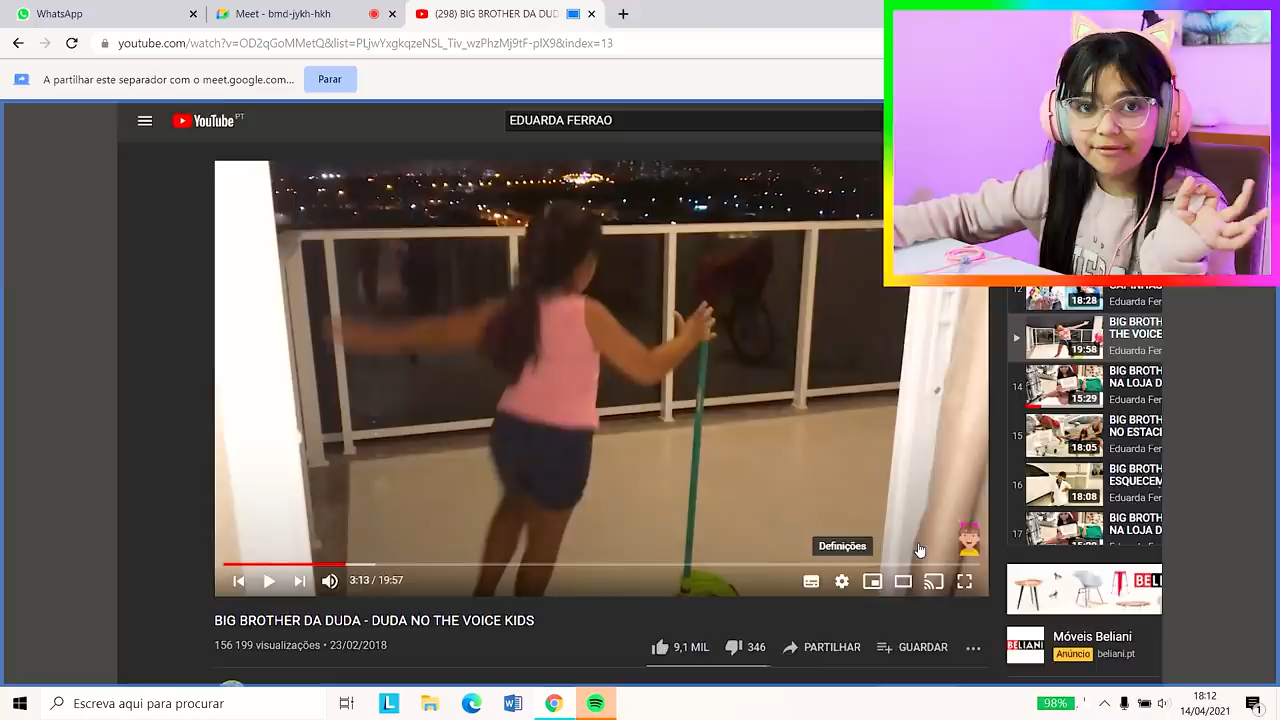 WhatsApp
Meet - bmd-jykh-hkh
(298) BIG BROTHER DA DUD
youtube.com/watch?v=OD2qGoMMetQ&list=PLjwYxgkqzeNSL_Tiv_wzPhzMj9tF-pIX9&index=13
A partilhar este separador com o meet.google.com...
Parar
YouTube PT
EDUARDA FERRAO
12
18:28
Eduarda Fer
BIG BROTH
THE VOICE
19:58
Eduarda Fer
14
BIG BROTH
NA LOJA D
15:29
Eduarda Fer
15
BIG BROTH
NO ESTACI
18:05
Eduarda Fer
16
BIG BROTH
ESQUECEM
18:08
Eduarda Fer
17
BIG BROTH
NA LOJA D
Definições
3:13 / 19:57
BIG BROTHER DA DUDA - DUDA NO THE VOICE KIDS
156 199 visualizações 23/02/2018
9,1 MIL
346
PARTILHAR
GUARDAR
BELI
BELIANI
Móveis Beliani
Anúncio
beliani.pt
Escreva aqui para procurar
98%
18:12
14/04/2021
1